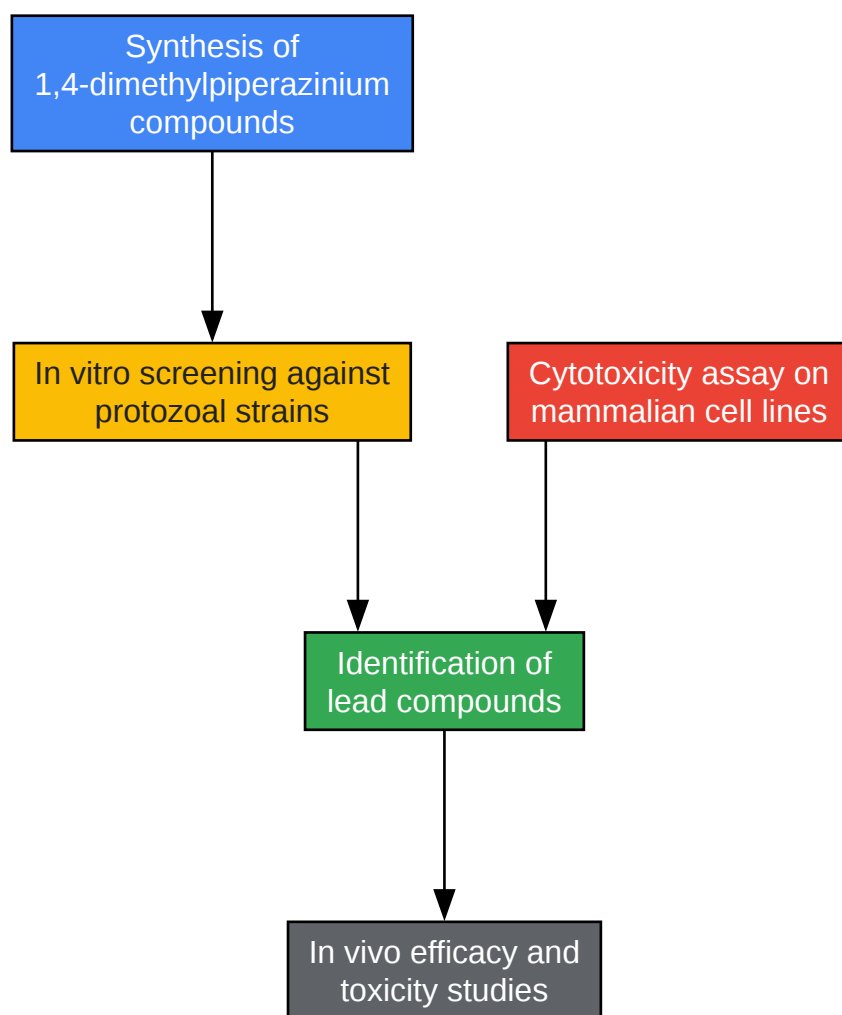 Synthesis of
1,4-dimethylpiperazinium
compounds
In vitro screening against
protozoal strains
Cytotoxicity assay on
mammalian cell lines
Identification of
lead compounds
In vivo efficacy and
toxicity studies